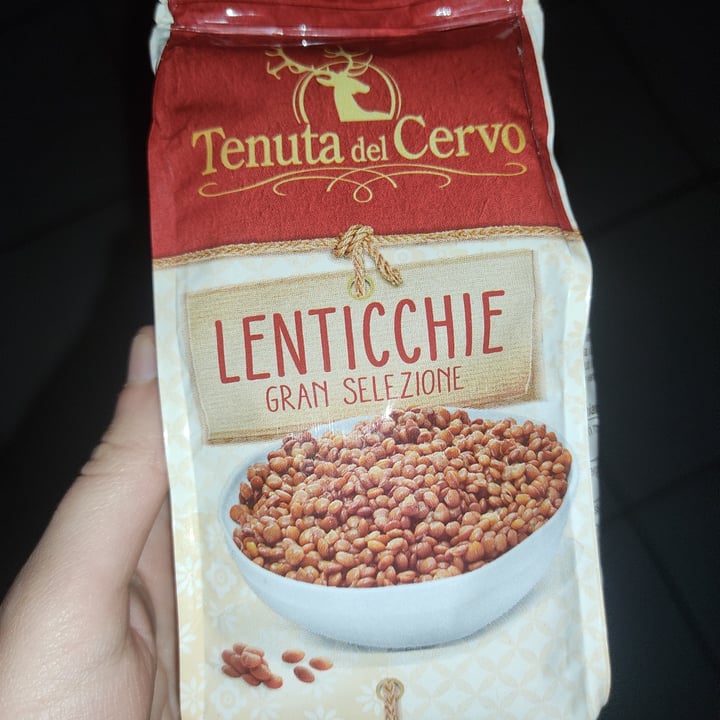 Tenuta del Cervo
LENTICCHIE
GRAN SELEZIONE